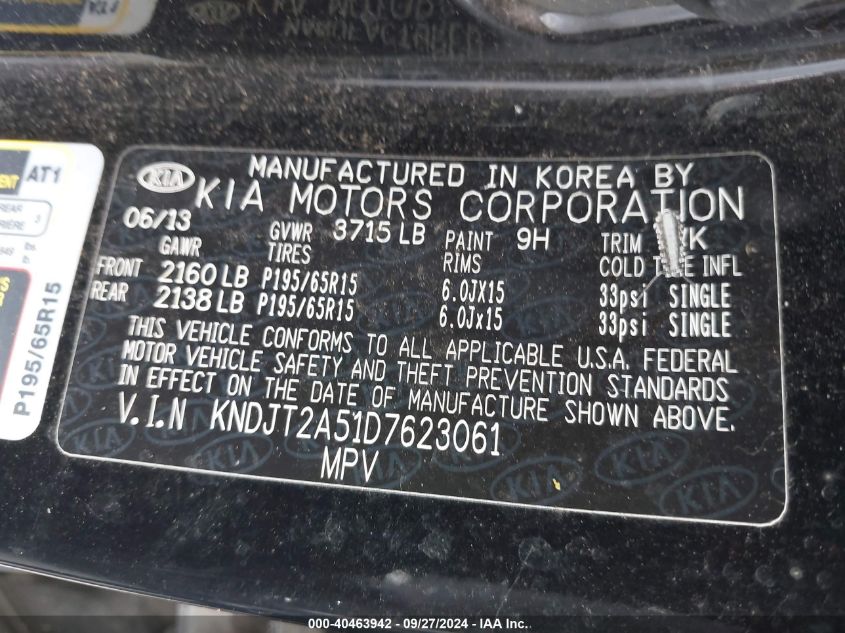 KIA
MANUFACTURED IN KOREA BY
KIA MOTORS CORPORATION
06/13 GVWR 3715 LB PAINT 9H TRIM K
GAWR TIRES RIMS COLD INFL
FRONT 2160 LB P195/65R15 6.0JX15 33psi SINGLE
REAR 2138 LB P195/65R15 6.0Jx15 33psi SINGLE
THIS VEHICLE CONFORMS TO ALL APPLICABLE U.S.A. FEDERAL
MOTOR VEHICLE SAFETY AND THEFT PREVENTION STANDARDS
IN EFFECT ON THE DATE OF MANUFACTURE SHOWN ABOVE.
V.I.N KNDJT2A51D7623061
MPV
AT1
REAR
P195/65R15
<<< - 40463942 - 09/27/2024 - IAA Inc. - >>>